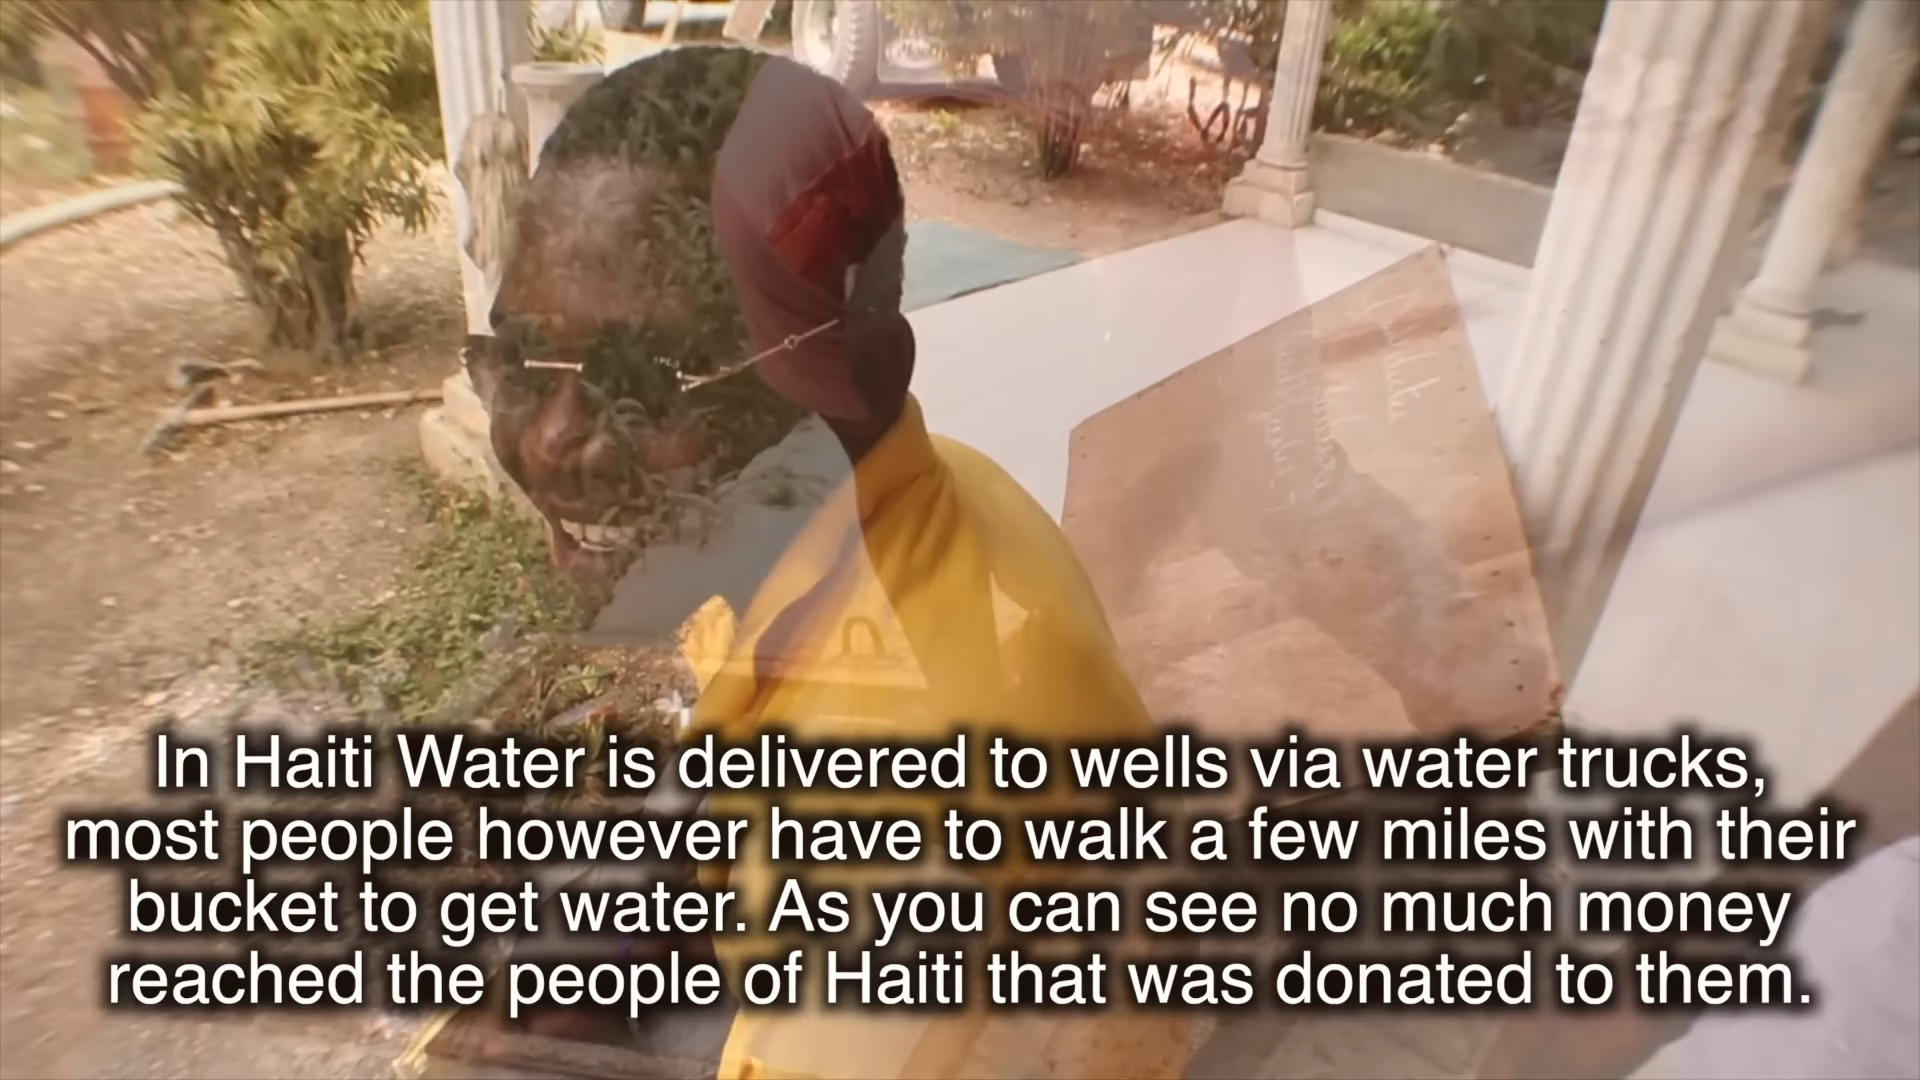 In Haiti Water is delivered to wells via water trucks,
most people however have to walk a few miles with their
bucket to get water. As you can see no much money
reached the people of Haiti that was donated to them.